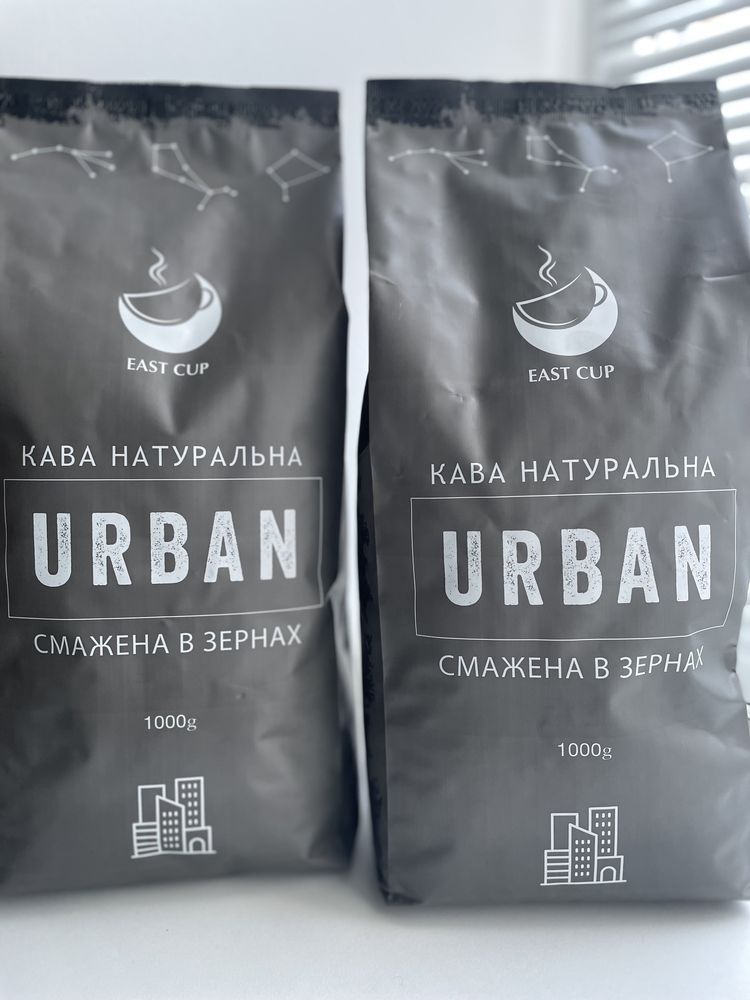 EAST CUP
КАВА НАТУРАЛЬНА
URBAN
СМАЖЕНА В ЗЕРНАХ
1000g
EAST CUP
КАВА НАТУРАЛЬНА
URBAN
СМАЖЕНА В ЗЕРНАХ
1000g